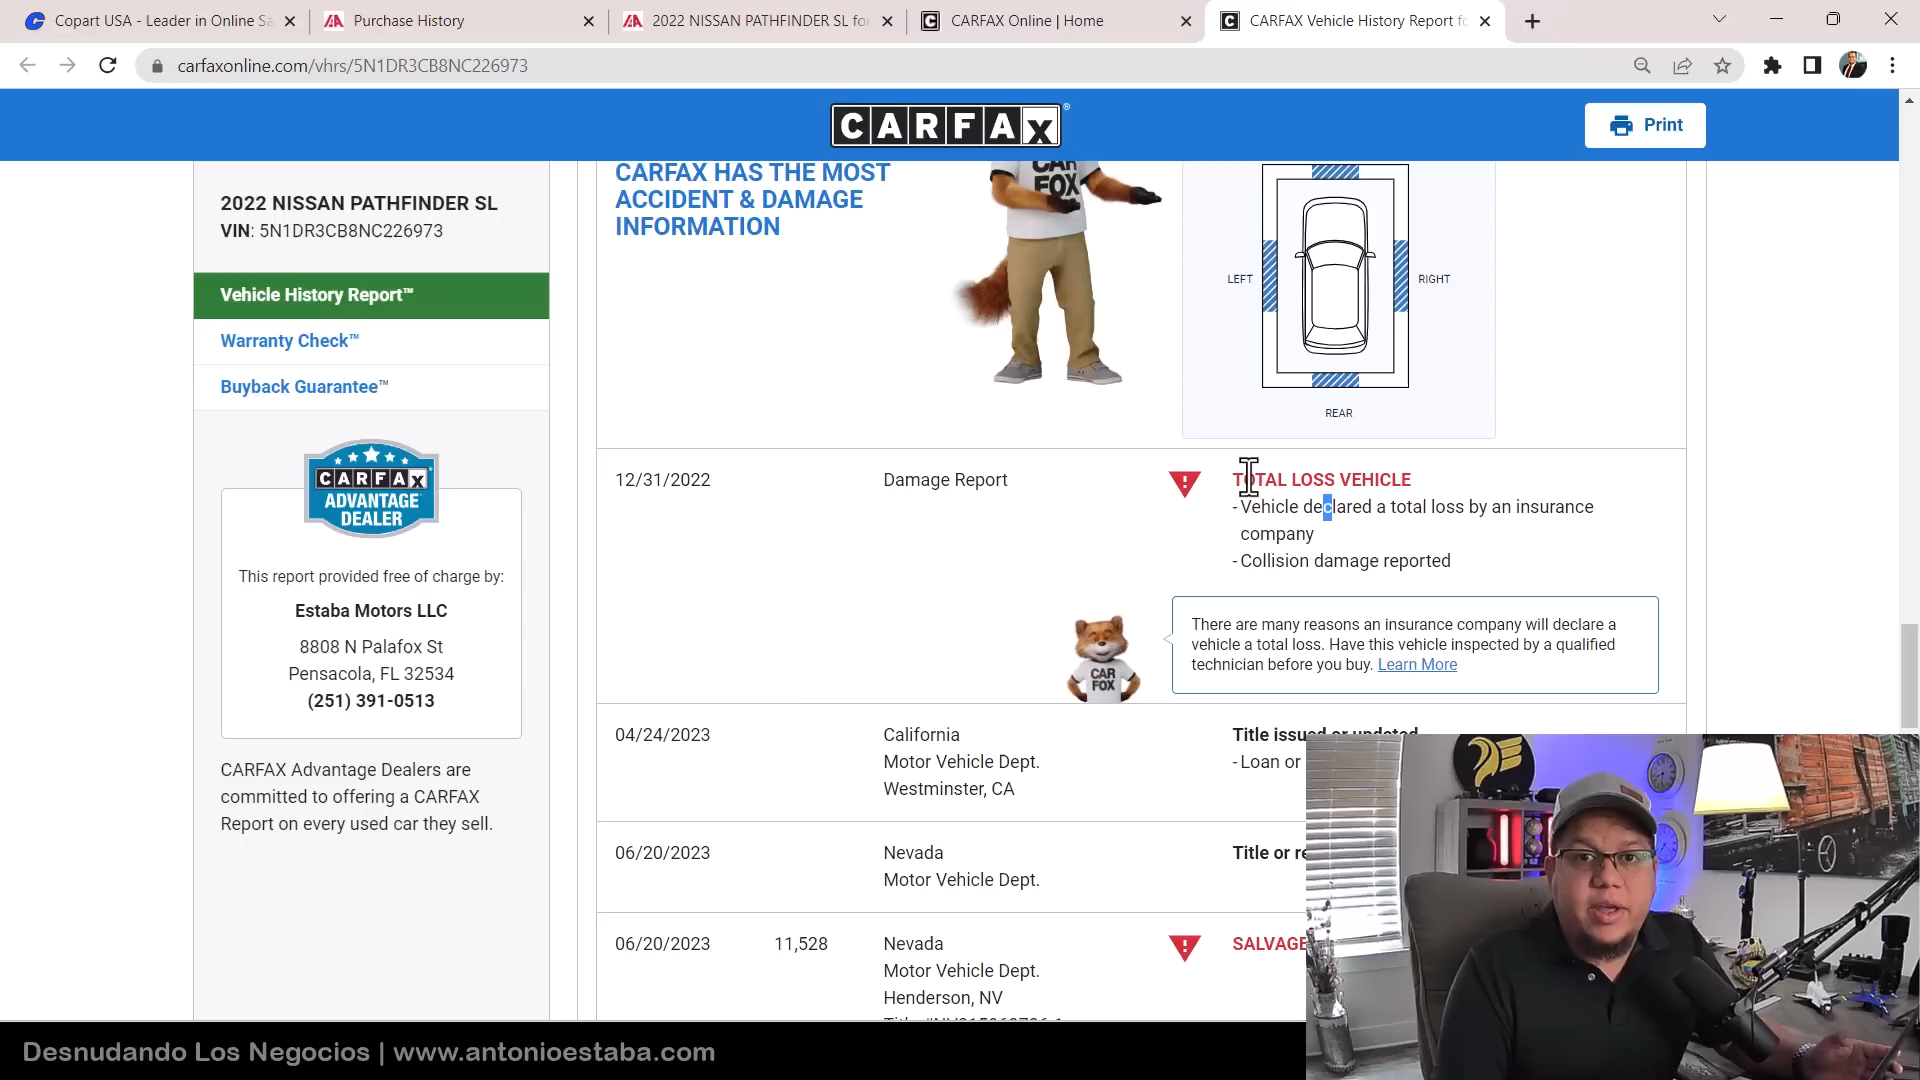 Copart USA - Leader in Online Sa
Purchase History
2022 NISSAN PATHFINDER SL fo
CARFAX Online | Home
CARFAX Vehicle History Report fo
carfaxonline.com/vhrs/5N1DR3CB8NC226973
CARFAX
Print
2022 NISSAN PATHFINDER SL
VIN: 5N1DR3CB8NC226973
Vehicle History Report™
Warranty Check™
Buyback Guarantee™
CARFAX
ADVANTAGE
DEALER
This report provided free of charge by:
Estaba Motors LLC
8808 N Palafox St
Pensacola, FL 32534
(251) 391-0513
CARFAX Advantage Dealers are
committed to offering a CARFAX
Report on every used car they sell.
CARFAX HAS THE MOST
ACCIDENT & DAMAGE
INFORMATION
CAR
FOX
LEFT
RIGHT
REAR
12/31/2022 Damage Report TOTAL LOSS VEHICLE
- Vehicle declared a total loss by an insurance
company
- Collision damage reported
CAR
FOX
There are many reasons an insurance company will declare a
vehicle a total loss. Have this vehicle inspected by a qualified
technician before you buy. Learn More
04/24/2023 California Title issued or updated
Motor Vehicle Dept. - Loan or
Westminster, CA
06/20/2023 Nevada Title or re
Motor Vehicle Dept.
06/20/2023 11,528 Nevada SALVAGE
Motor Vehicle Dept.
Henderson, NV
Desnudando Los Negocios | www.antonioestaba.com